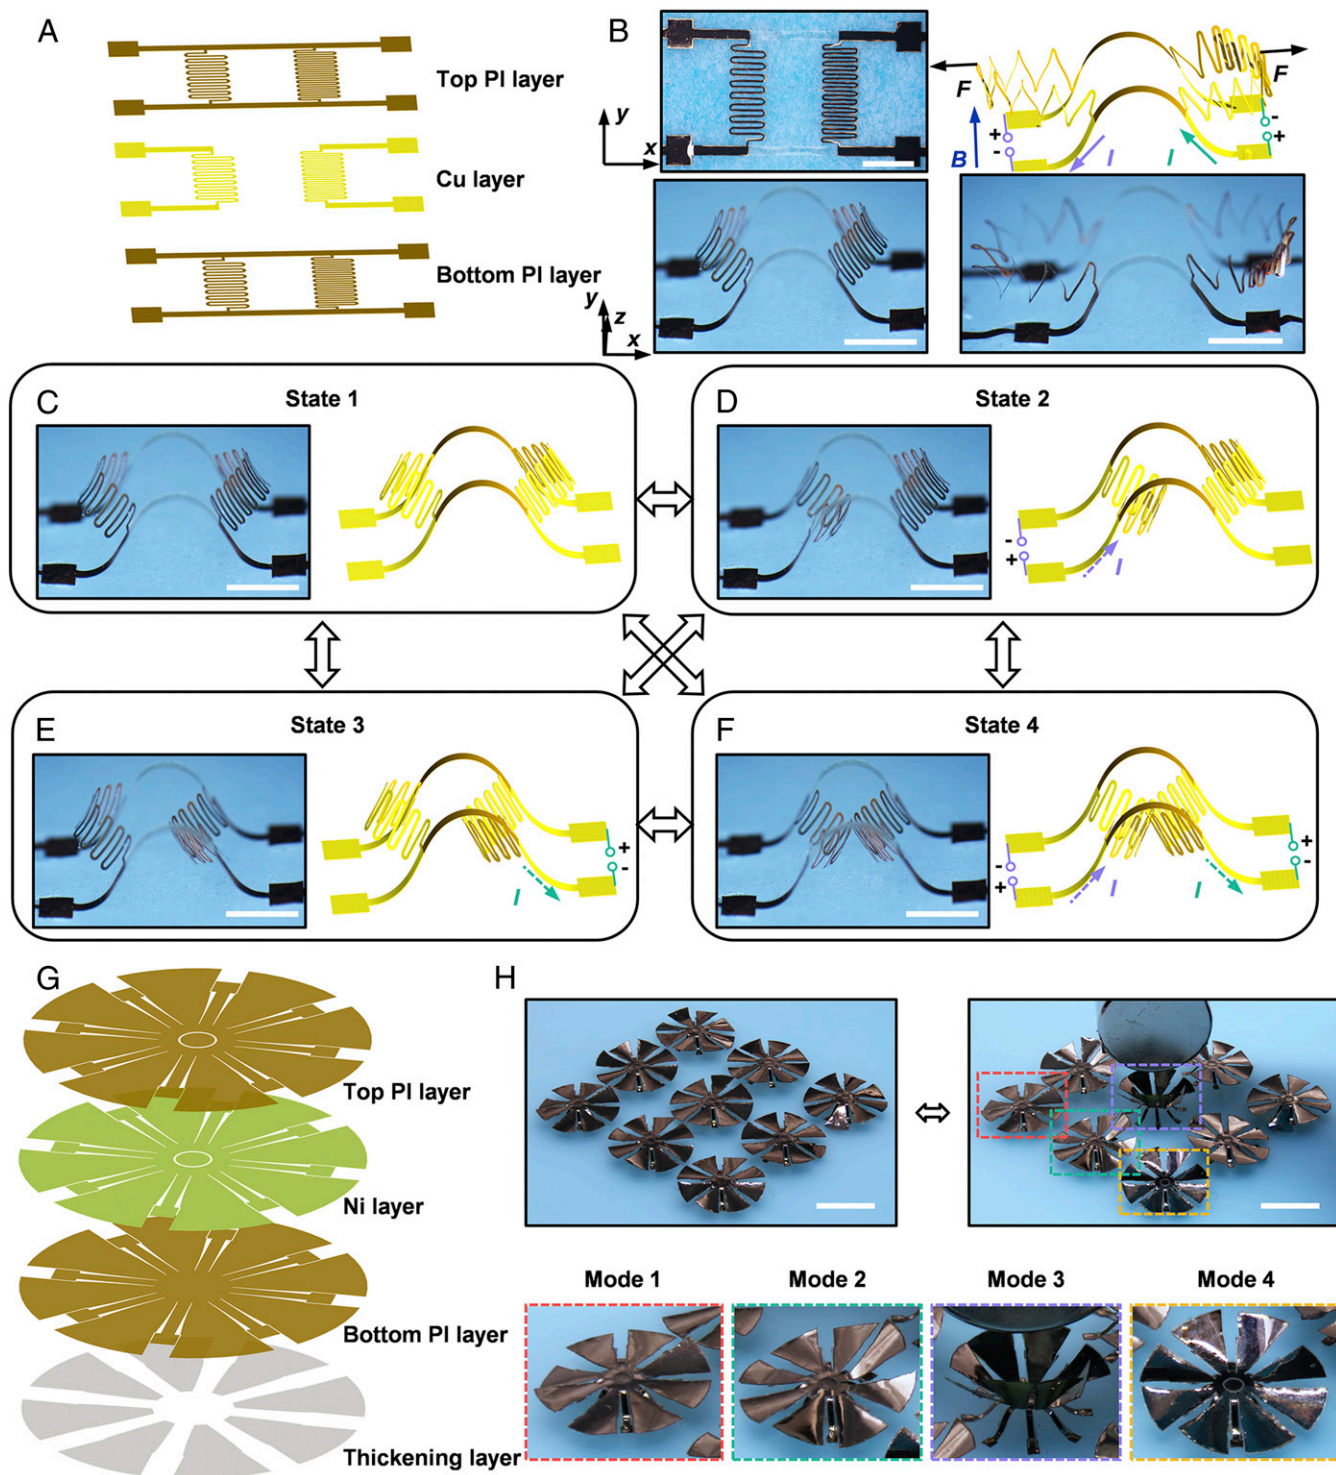 A
Top PI layer
Cu layer
Bottom PI layer
B
y
x
F
F
+
-
-
+
B
I
I
y
z
x
C
State 1
D
State 2
-
+
I
E
State 3
+
-
I
F
State 4
-
+
I
+
-
I
G
Top PI layer
Ni layer
Bottom PI layer
Thickening layer
H
Mode 1
Mode 2
Mode 3
Mode 4